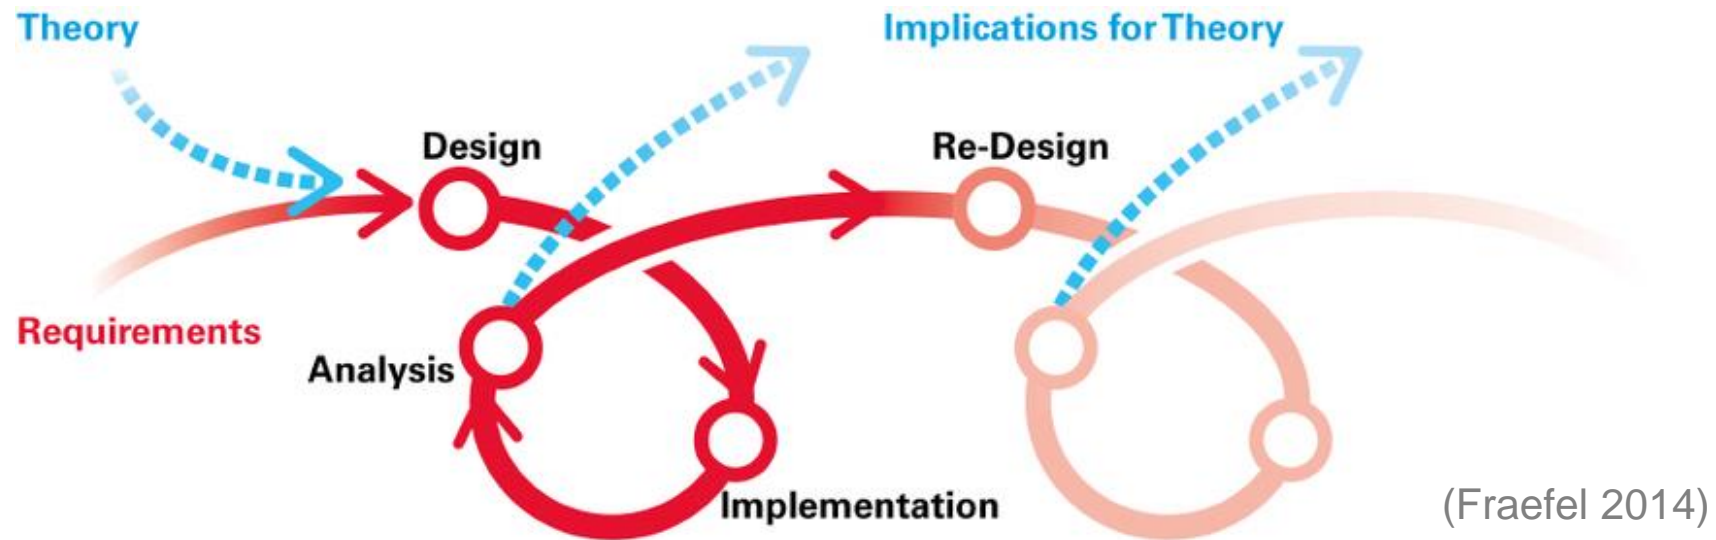 Theory
Implications for Theory
Design
Re-Design
Requirements
Analysis
Implementation
(Fraefel 2014)